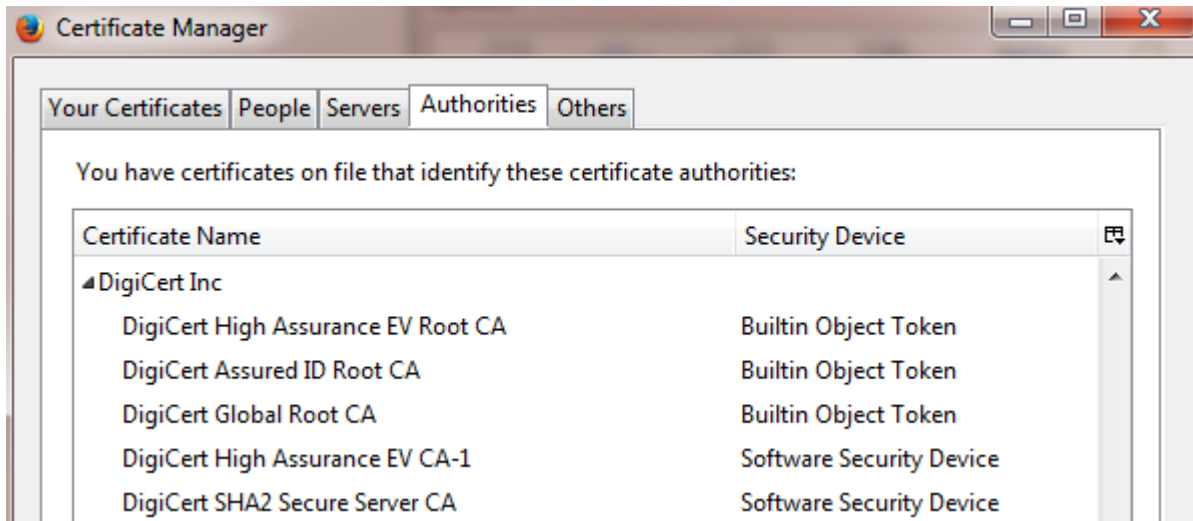 Certificate Manager
Your Certificates People Servers Authorities Others
You have certificates on file that identify these certificate authorities:
Certificate Name Security Device
DigiCert Inc
DigiCert High Assurance EV Root CA Builtin Object Token
DigiCert Assured ID Root CA Builtin Object Token
DigiCert Global Root CA Builtin Object Token
DigiCert High Assurance EV CA-1 Software Security Device
DigiCert SHA2 Secure Server CA Software Security Device